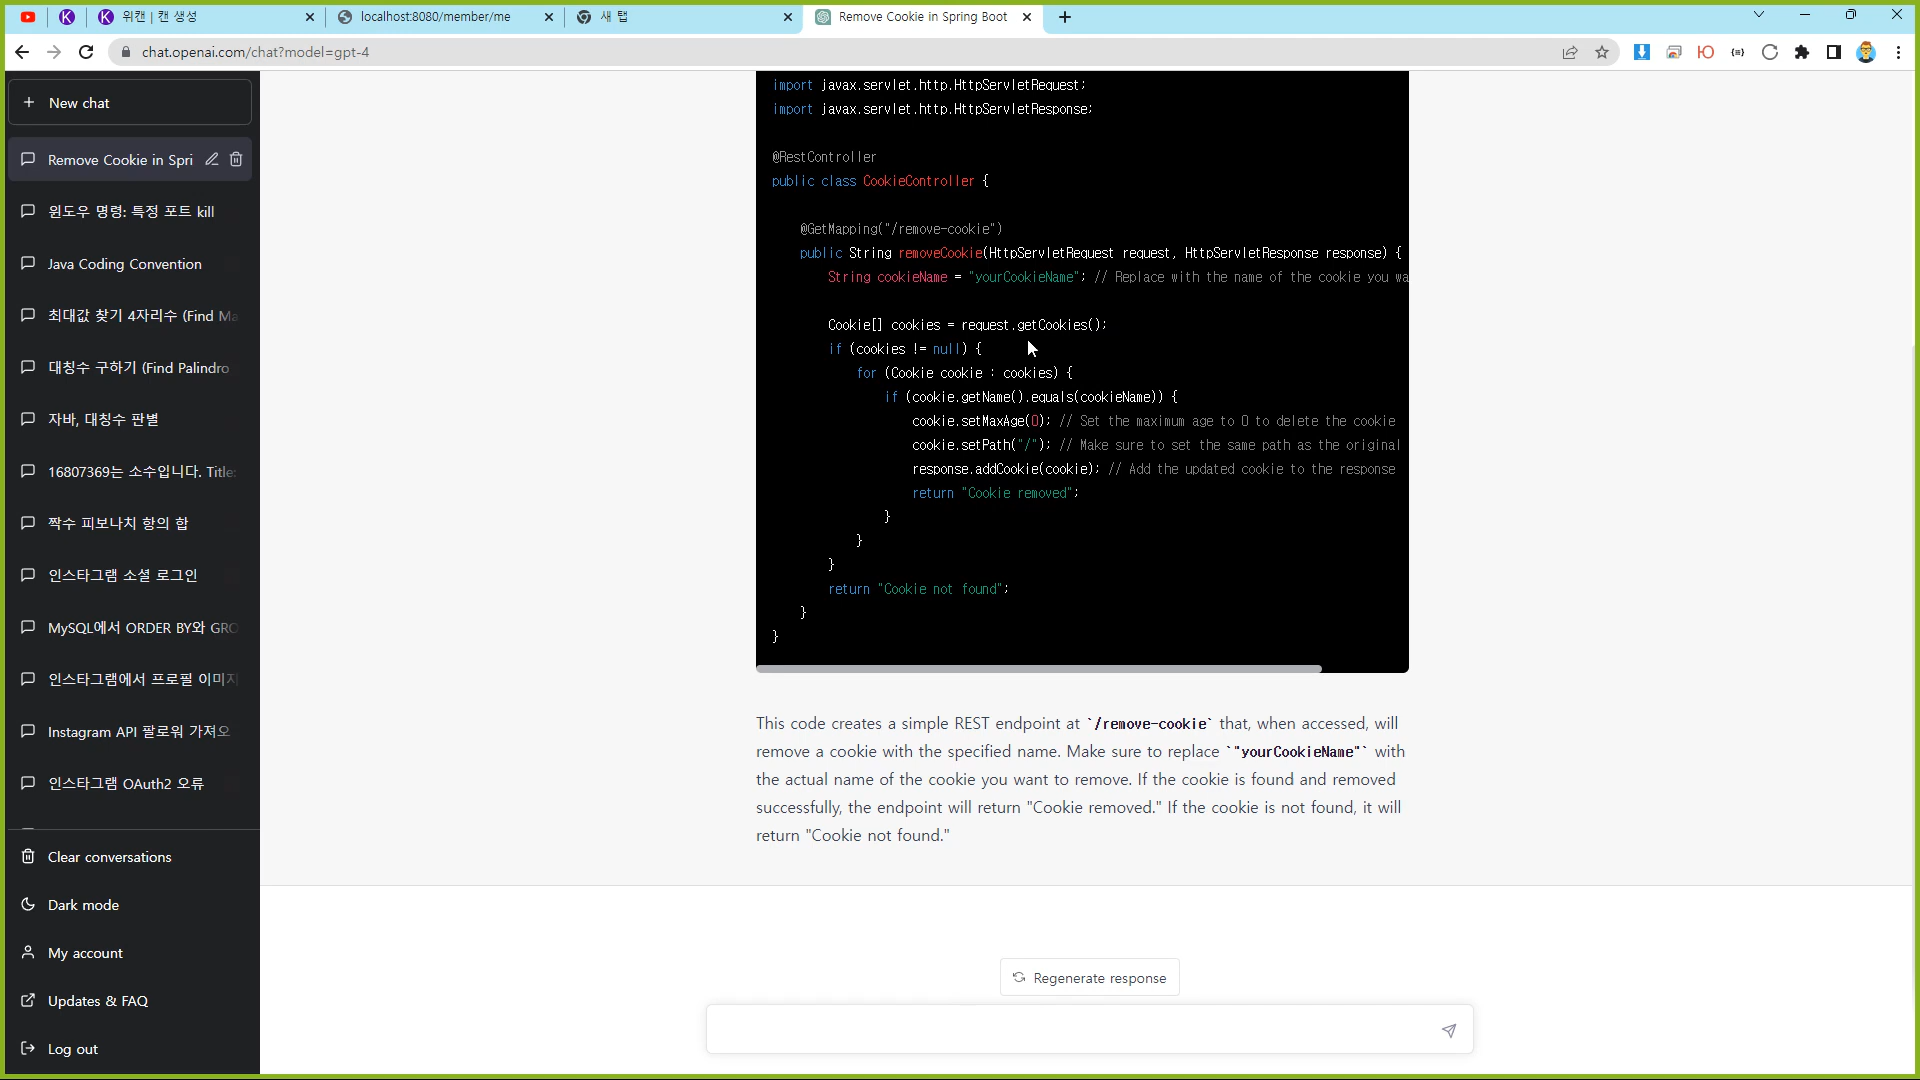 위캔 | 캔 생성
localhost:8080/member/me
새 탭
Remove Cookie in Spring Boot
chat.openai.com/chat?model=gpt-4
New chat
Remove Cookie in Spri
윈도우 명령: 특정 포트 kill
Java Coding Convention
최대값 찾기 4자리수 (Find Ma
대칭수 구하기 (Find Palindro
자바, 대칭수 판별
16807369는 소수입니다. Title:
짝수 피보나치 항의 합
인스타그램 소셜 로그인
MySQL에서 ORDER BY와 GRO
인스타그램에서 프로필 이미지
Instagram API 팔로워 가져오
인스타그램 OAuth2 오류
Clear conversations
Dark mode
My account
Updates & FAQ
Log out
import javax.servlet.http.HttpServletRequest;
import javax.servlet.http.HttpServletResponse;
@RestController
public class CookieController {
@GetMapping("/remove-cookie")
public String removeCookie(HttpServletRequest request, HttpServletResponse response) {
String cookieName = "yourCookieName"; // Replace with the name of the cookie you wa
Cookie[] cookies = request.getCookies();
if (cookies != null) {
for (Cookie cookie : cookies) {
if (cookie.getName().equals(cookieName)) {
cookie.setMaxAge(0); // Set the maximum age to 0 to delete the cookie
cookie.setPath("/"); // Make sure to set the same path as the original
response.addCookie(cookie); // Add the updated cookie to the response
return "Cookie removed";
}
}
}
return "Cookie not found";
}
}
This code creates a simple REST endpoint at `/remove-cookie` that, when accessed, will
remove a cookie with the specified name. Make sure to replace `"yourCookieName"` with
the actual name of the cookie you want to remove. If the cookie is found and removed
successfully, the endpoint will return "Cookie removed." If the cookie is not found, it will
return "Cookie not found."
Regenerate response